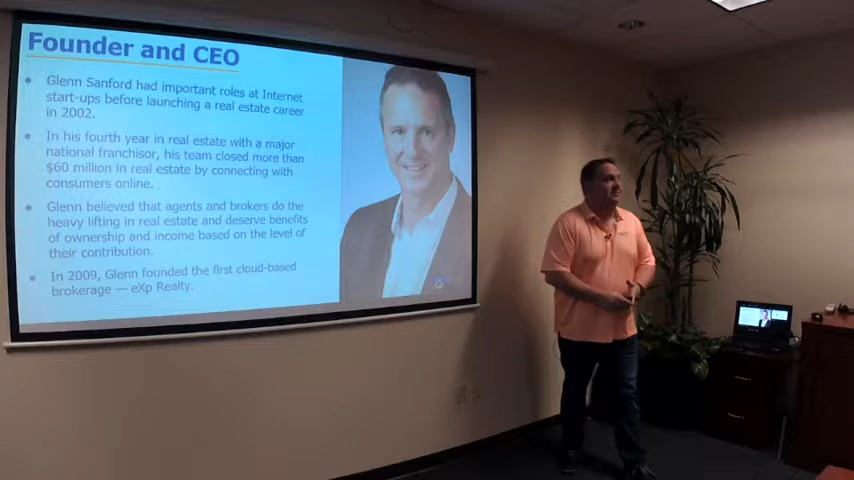 Founder and CEO
• Glenn Sanford had important roles at Internet
start-ups before launching a real estate career
in 2002.
• In his fourth year in real estate with a major
national franchisor, his team closed more than
$60 million in real estate by connecting with
consumers online.
• Glenn believed that agents and brokers do the
heavy lifting in real estate and deserve benefits
of ownership and income based on the level of
their contribution.
• In 2009, Glenn founded the first cloud-based
brokerage — eXp Realty.